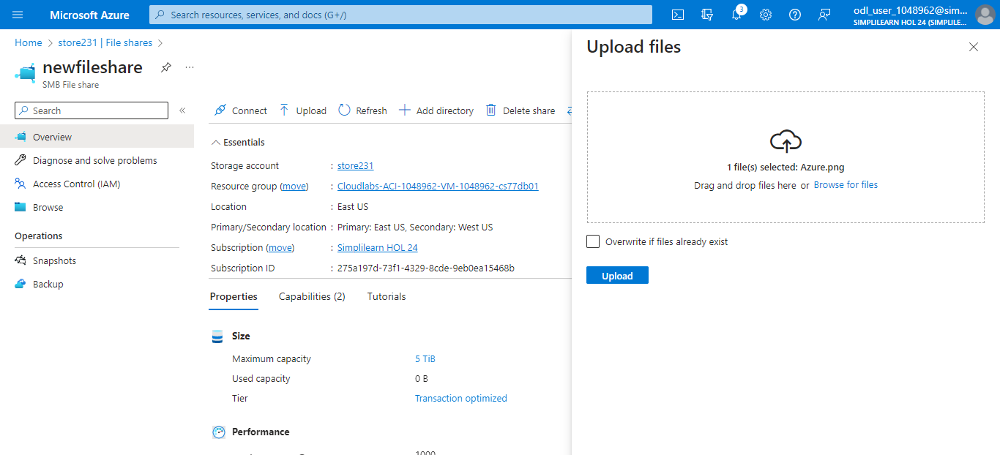 Microsoft Azure
Search resources, services, and docs (G+/)
3
odl_user_1048962@sim...
SIMPLILEARN HOL 24 (SIMPLILE...
Home > store231 | File shares >
newfileshare
...
SMB File share
Search
«
Overview
Diagnose and solve problems
Access Control (IAM)
Browse
Operations
Snapshots
Backup
Connect
Upload
Refresh
Add directory
Delete share
Essentials
Storage account : store231
Resource group (move) : Cloudlabs-ACI-1048962-VM-1048962-cs77db01
Location : East US
Primary/Secondary location : Primary: East US, Secondary: West US
Subscription (move) : Simplilearn HOL 24
Subscription ID : 275a197d-73f1-4329-8cde-9eb0ea15468b
Properties Capabilities (2) Tutorials
Size
Maximum capacity 5 TiB
Used capacity 0 B
Tier Transaction optimized
Performance
1000
Upload files
1 file(s) selected: Azure.png
Drag and drop files here or Browse for files
Overwrite if files already exist
Upload